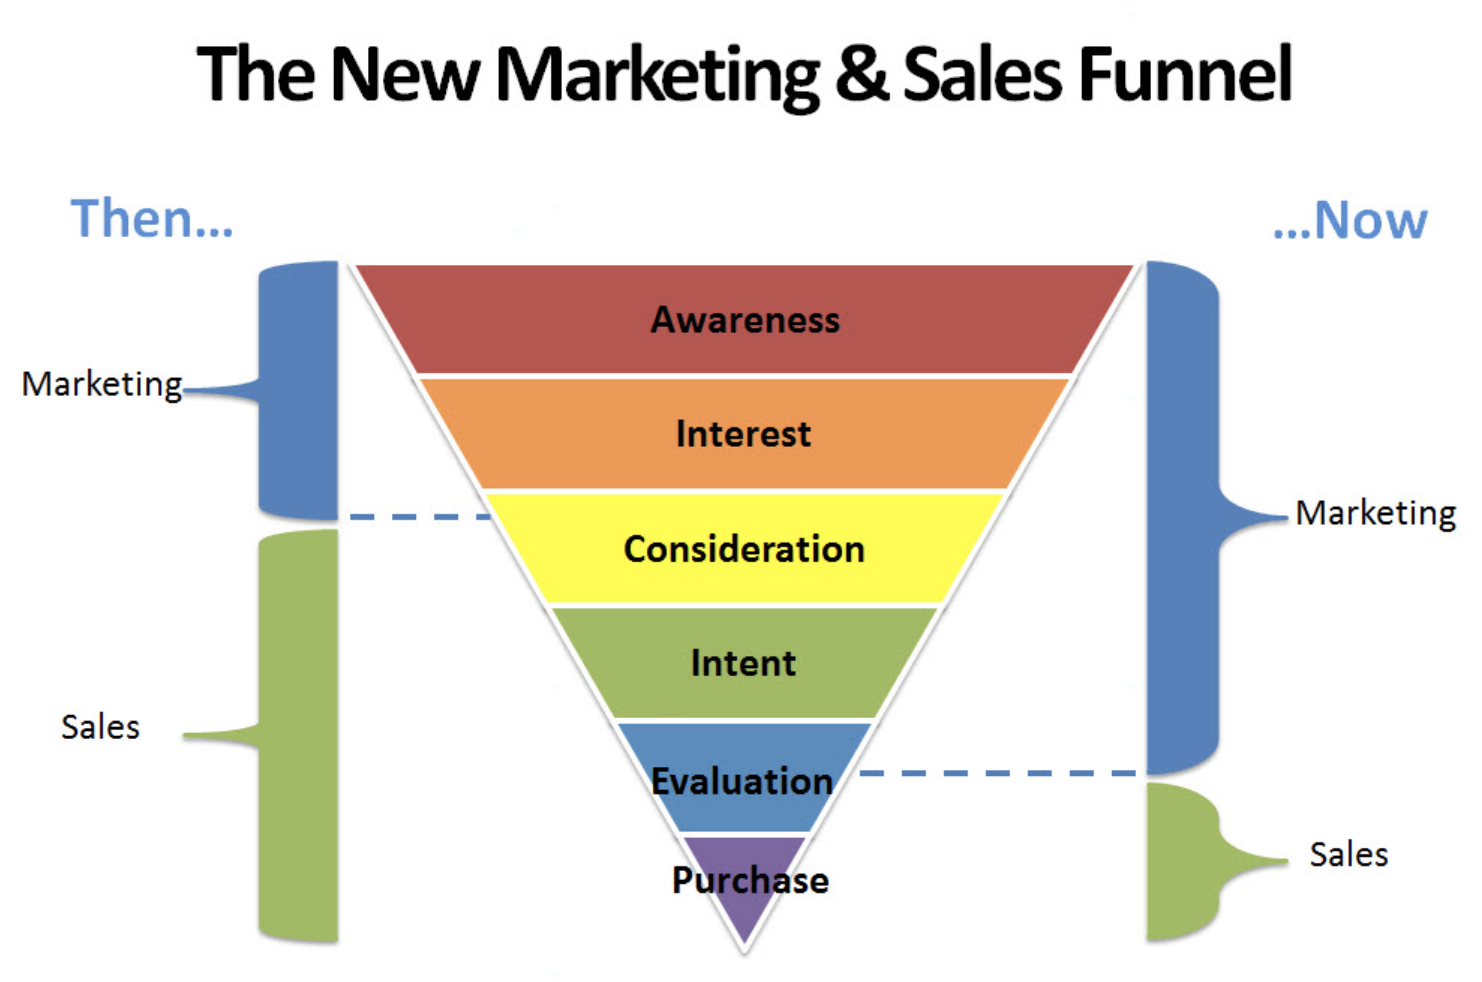 The New Marketing & Sales Funnel
Then...
...Now
Awareness
Marketing
Interest
Marketing
Consideration
Intent
Sales
Evaluation
Sales
Purchase